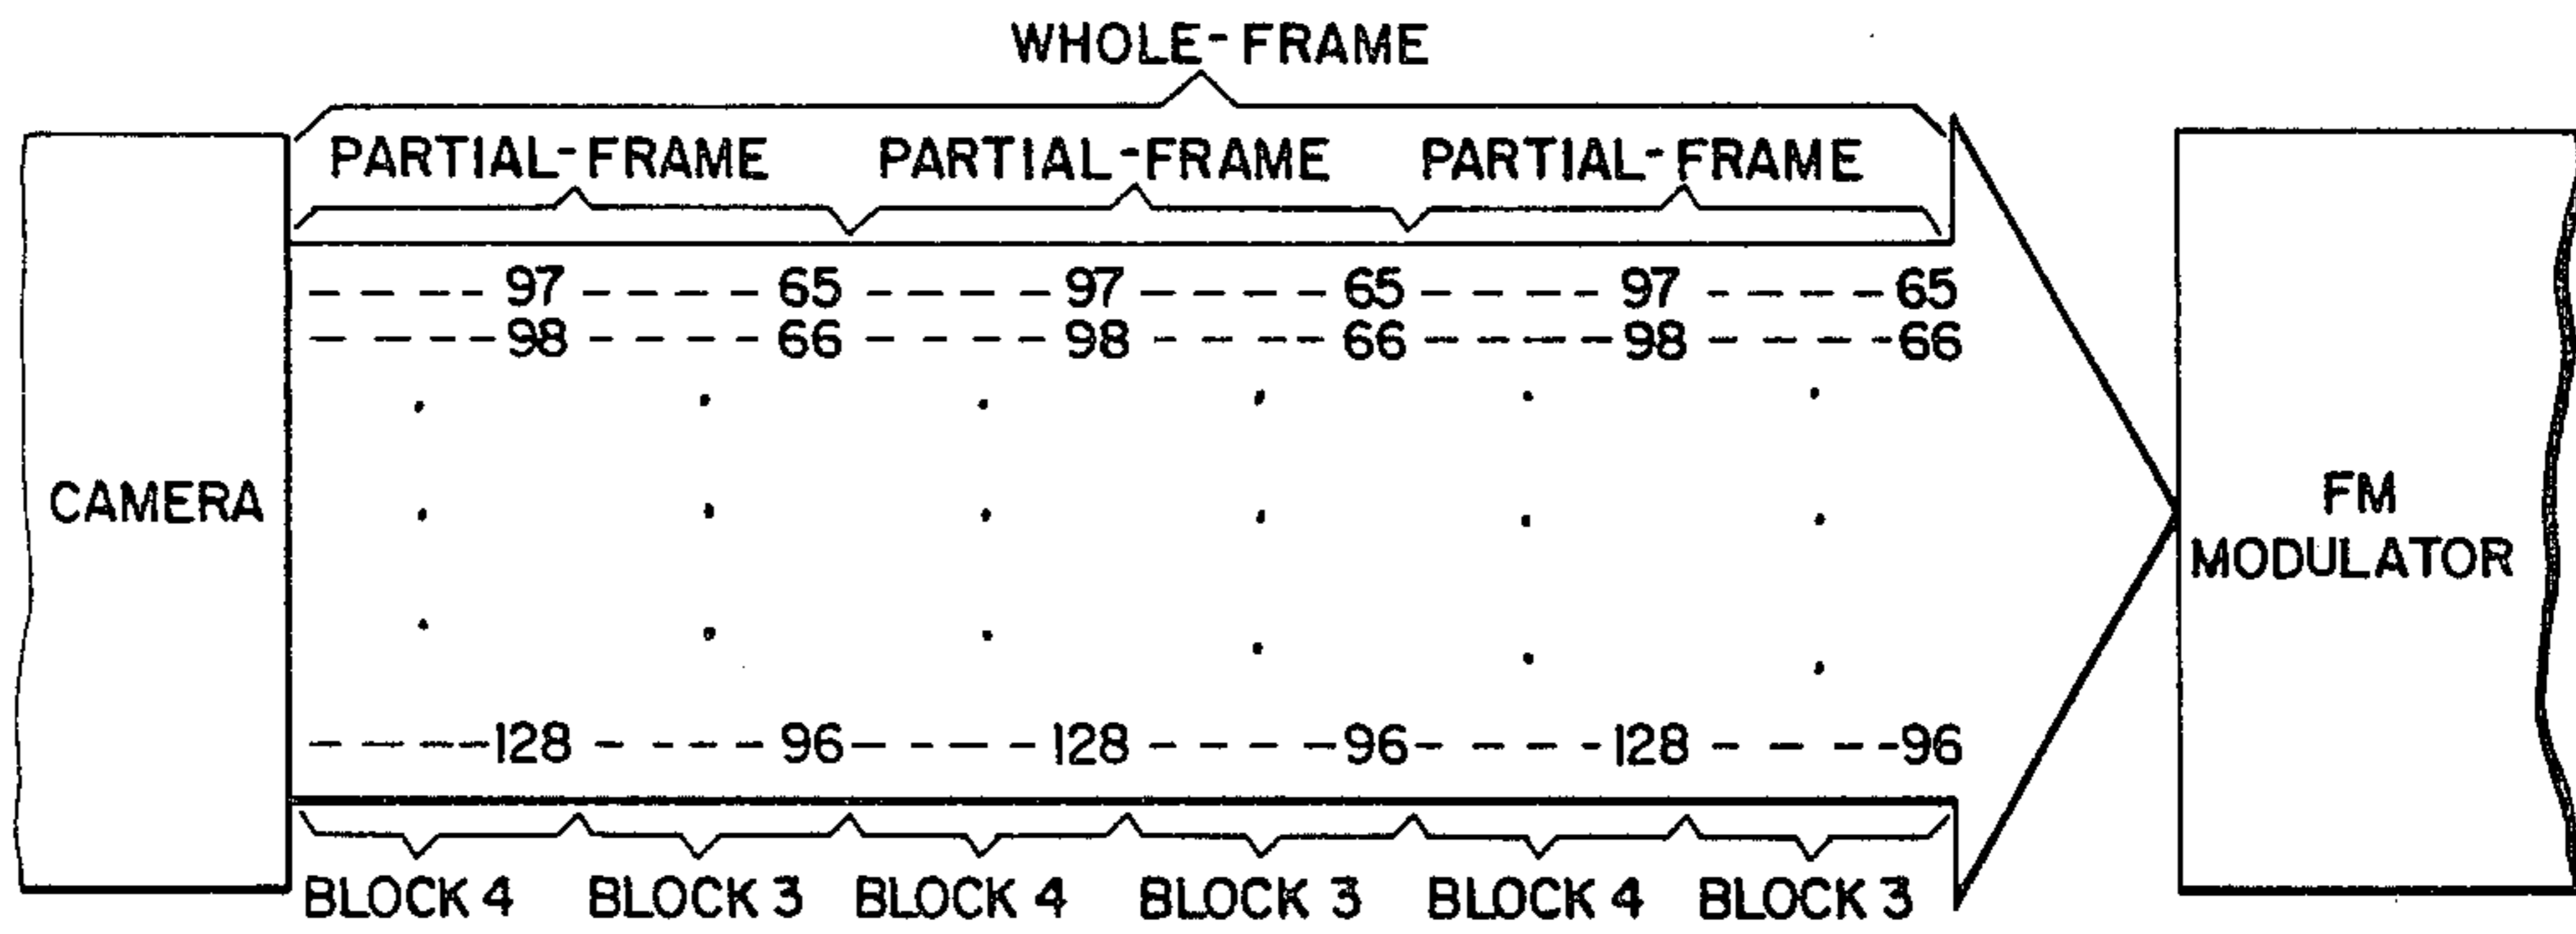 WHOLE-FRAME
PARTIAL-FRAME PARTIAL-FRAME PARTIAL-FRAME
97 65 97 65 97 65
98 66 98 66 98 66
CAMERA
FM
MODULATOR
128 96 128 96 128 96
BLOCK 4 BLOCK 3 BLOCK 4 BLOCK 3 BLOCK 4 BLOCK 3